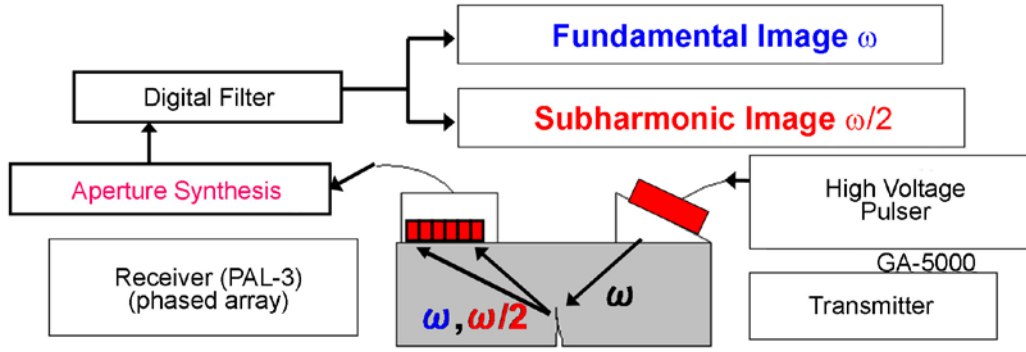 Fundamental Image ω
Digital Filter
Subharmonic Image ω/2
Aperture Synthesis
High Voltage
Pulser
Receiver (PAL-3)
(phased array)
GA-5000
Transmitter
ω
ω, ω/2